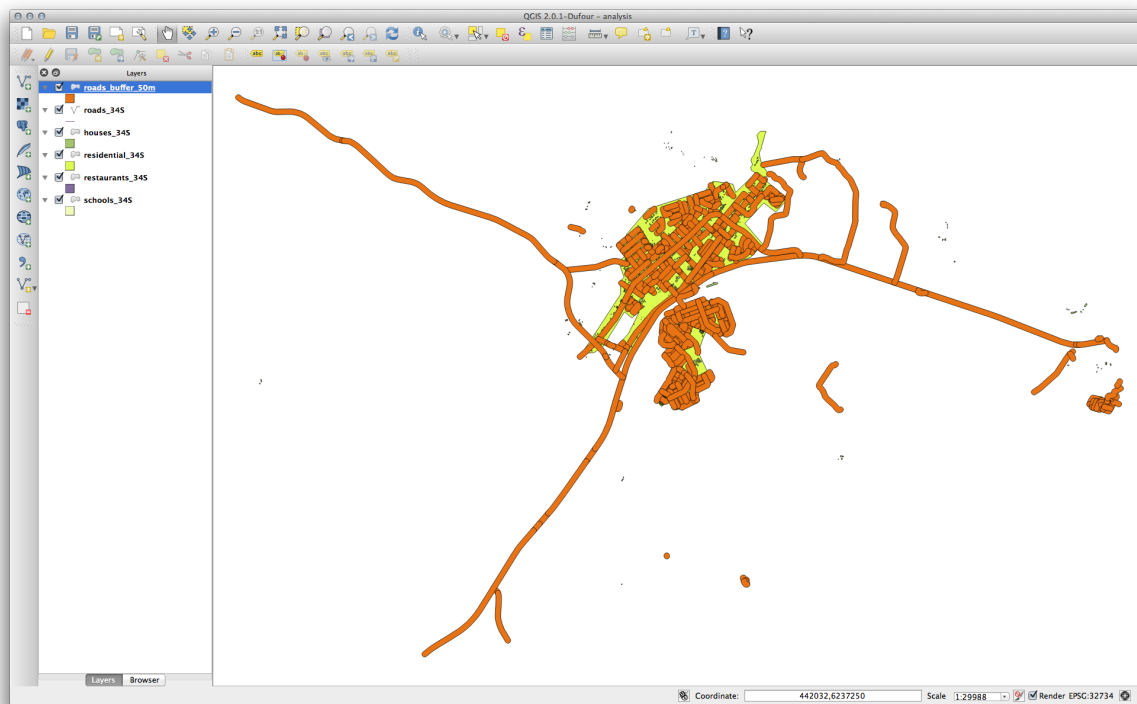 QGIS 2.0.1-Dufour - analysis
Layers
roads_buffer_50m
roads_34S
houses_34S
residential_34S
restaurants_34S
schools_34S
Layers Browser
Coordinate: 442032,6237250 Scale 1:29988 Render EPSG:32734